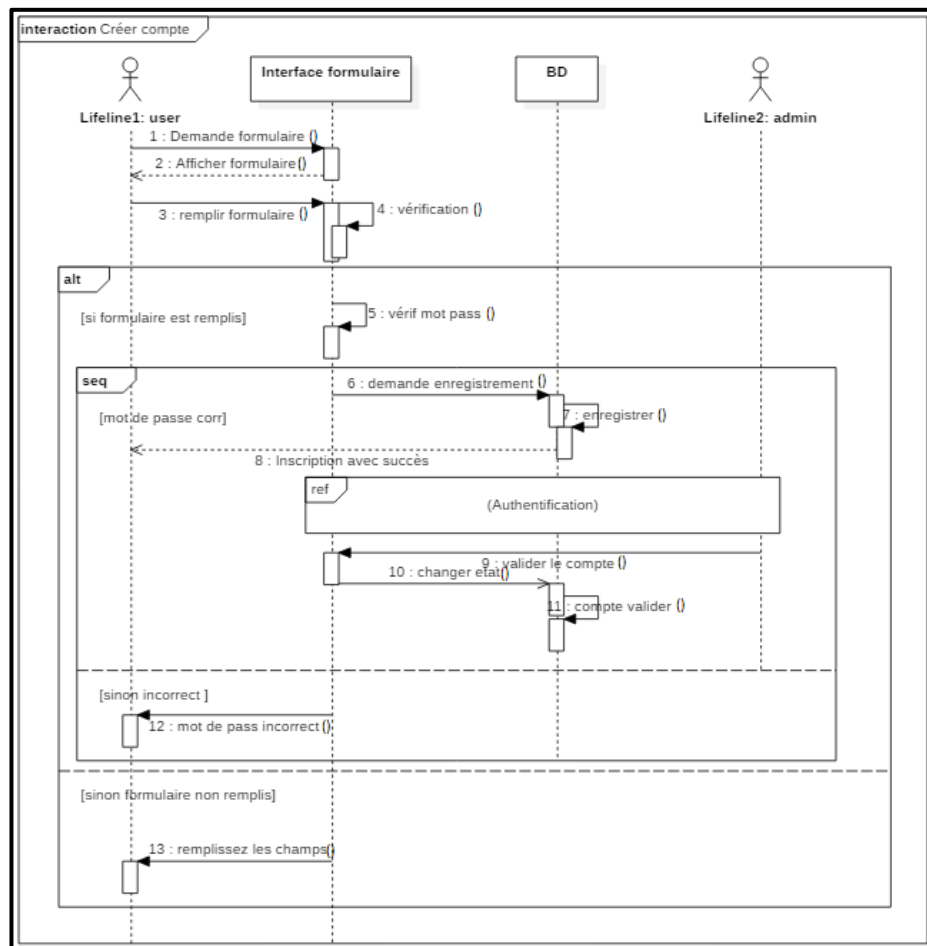 interaction Créer compte
Interface formulaire
BD
Lifeline1: user
Lifeline2: admin
1 : Demande formulaire ()
2 : Afficher formulaire()
3 : remplir formulaire ()
4 : vérification ()
alt
[si formulaire est remplis]
5 : vérif mot pass ()
seq
6 : demande enregistrement ()
[mot de passe corr]
7 : enregistrer ()
8 : Inscription avec succès
ref
(Authentification)
9 : valider le compte ()
10 : changer etat()
11 : compte valider ()
[sinon incorrect ]
12 : mot de pass incorrect ()
[sinon formulaire non remplis]
13 : remplissez les champs()